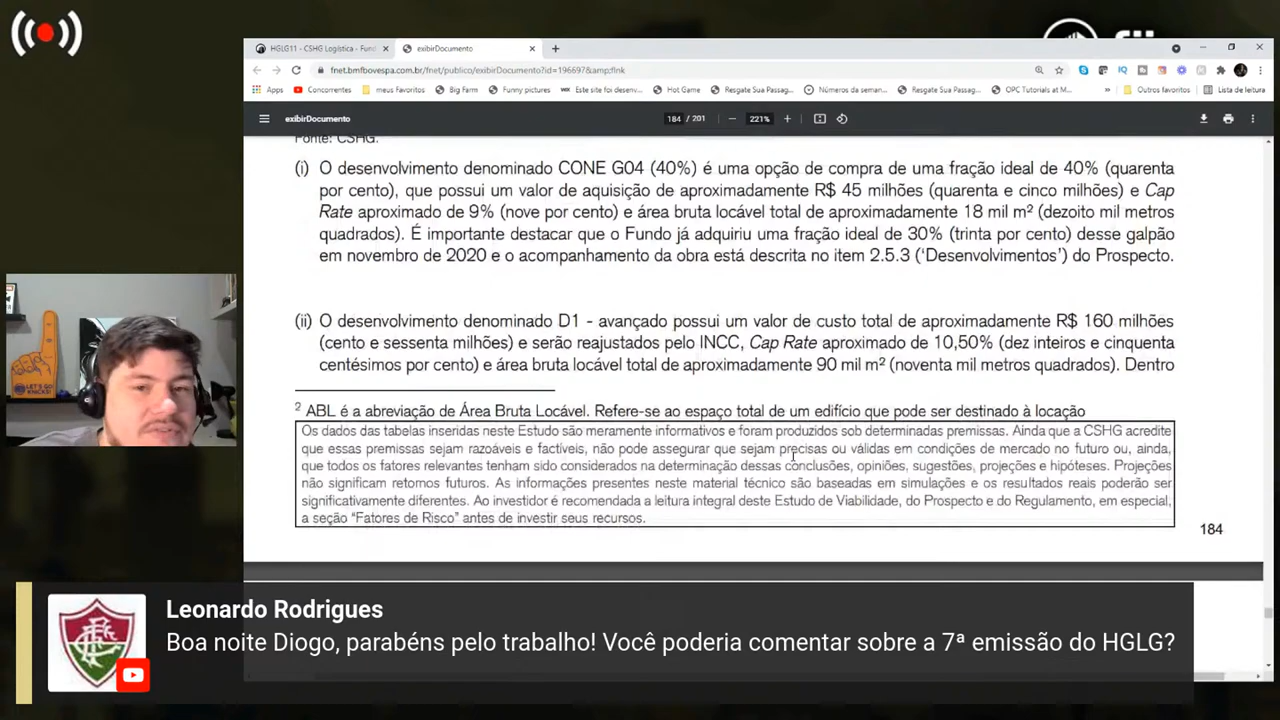 HGLG11 - CSHG Logística - Fund
exibirDocumento
fnet.bmfbovespa.com.br/fnet/publico/exibirDocumento?id=196697&amp;flnk
Apps
Concorrentes
meus Favoritos
Big Farm
Funny pictures
Este site foi desenv...
Hot Game
Resgate Sua Passag...
Números da seman...
Resgate Sua Passag...
OPC Tutorials at M...
»
Outros favoritos
Lista de leitura
exibirDocumento
184 / 201
221%
Fonte: CSHG.
(i) O desenvolvimento denominado CONE G04 (40%) é uma opção de compra de uma fração ideal de 40% (quarenta
por cento), que possui um valor de aquisição de aproximadamente R$ 45 milhões (quarenta e cinco milhões) e Cap
Rate aproximado de 9% (nove por cento) e área bruta locável total de aproximadamente 18 mil m² (dezoito mil metros
quadrados). É importante destacar que o Fundo já adquiriu uma fração ideal de 30% (trinta por cento) desse galpão
em novembro de 2020 e o acompanhamento da obra está descrita no item 2.5.3 ('Desenvolvimentos') do Prospecto.
(ii) O desenvolvimento denominado D1 - avançado possui um valor de custo total de aproximadamente R$ 160 milhões
(cento e sessenta milhões) e serão reajustados pelo INCC, Cap Rate aproximado de 10,50% (dez inteiros e cinquenta
centésimos por cento) e área bruta locável total de aproximadamente 90 mil m² (noventa mil metros quadrados). Dentro
2 ABL é a abreviação de Área Bruta Locável. Refere-se ao espaço total de um edifício que pode ser destinado à locação
Os dados das tabelas inseridas neste Estudo são meramente informativos e foram produzidos sob determinadas premissas. Ainda que a CSHG acredite
que essas premissas sejam razoáveis e factíveis, não pode assegurar que sejam precisas ou válidas em condições de mercado no futuro ou, ainda,
que todos os fatores relevantes tenham sido considerados na determinação dessas conclusões, opiniões, sugestões, projeções e hipóteses. Projeções
não significam retornos futuros. As informações presentes neste material técnico são baseadas em simulações e os resultados reais poderão ser
significativamente diferentes. Ao investidor é recomendada a leitura integral deste Estudo de Viabilidade, do Prospecto e do Regulamento, em especial,
a seção "Fatores de Risco" antes de investir seus recursos.
184
LET'S GO
KNICKS!
Leonardo Rodrigues
Boa noite Diogo, parabéns pelo trabalho! Você poderia comentar sobre a 7ª emissão do HGLG?